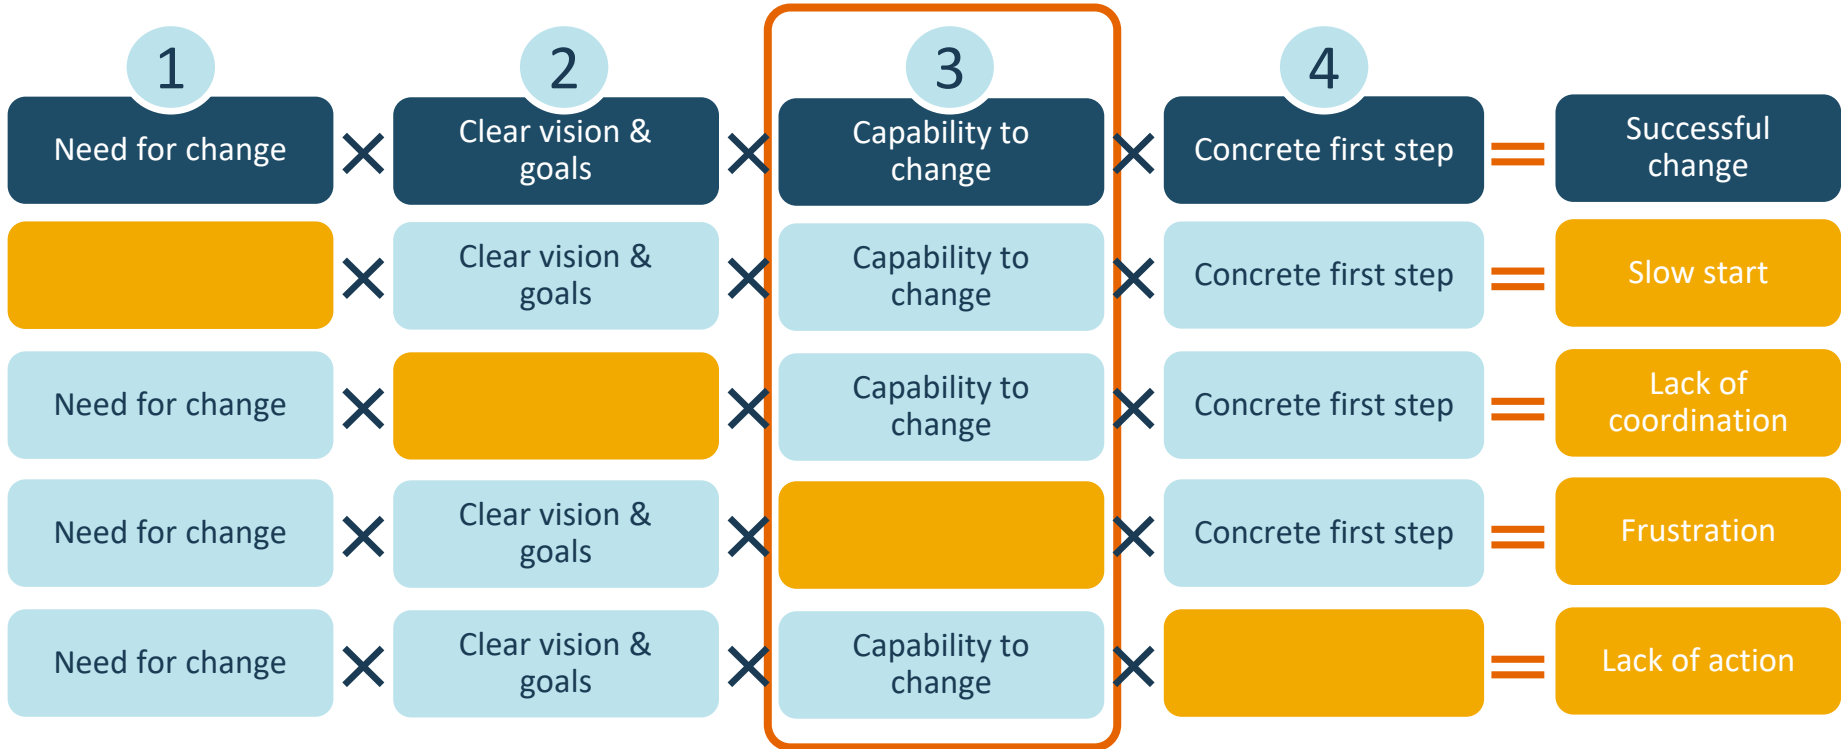 1
2
3
4
Need for change
Clear vision &
goals
Capability to
change
Concrete first step
Successful
change
Clear vision &
goals
Capability to
change
Concrete first step
Slow start
Need for change
Capability to
change
Concrete first step
Lack of
coordination
Need for change
Clear vision &
goals
Concrete first step
Frustration
Need for change
Clear vision &
goals
Capability to
change
Lack of action